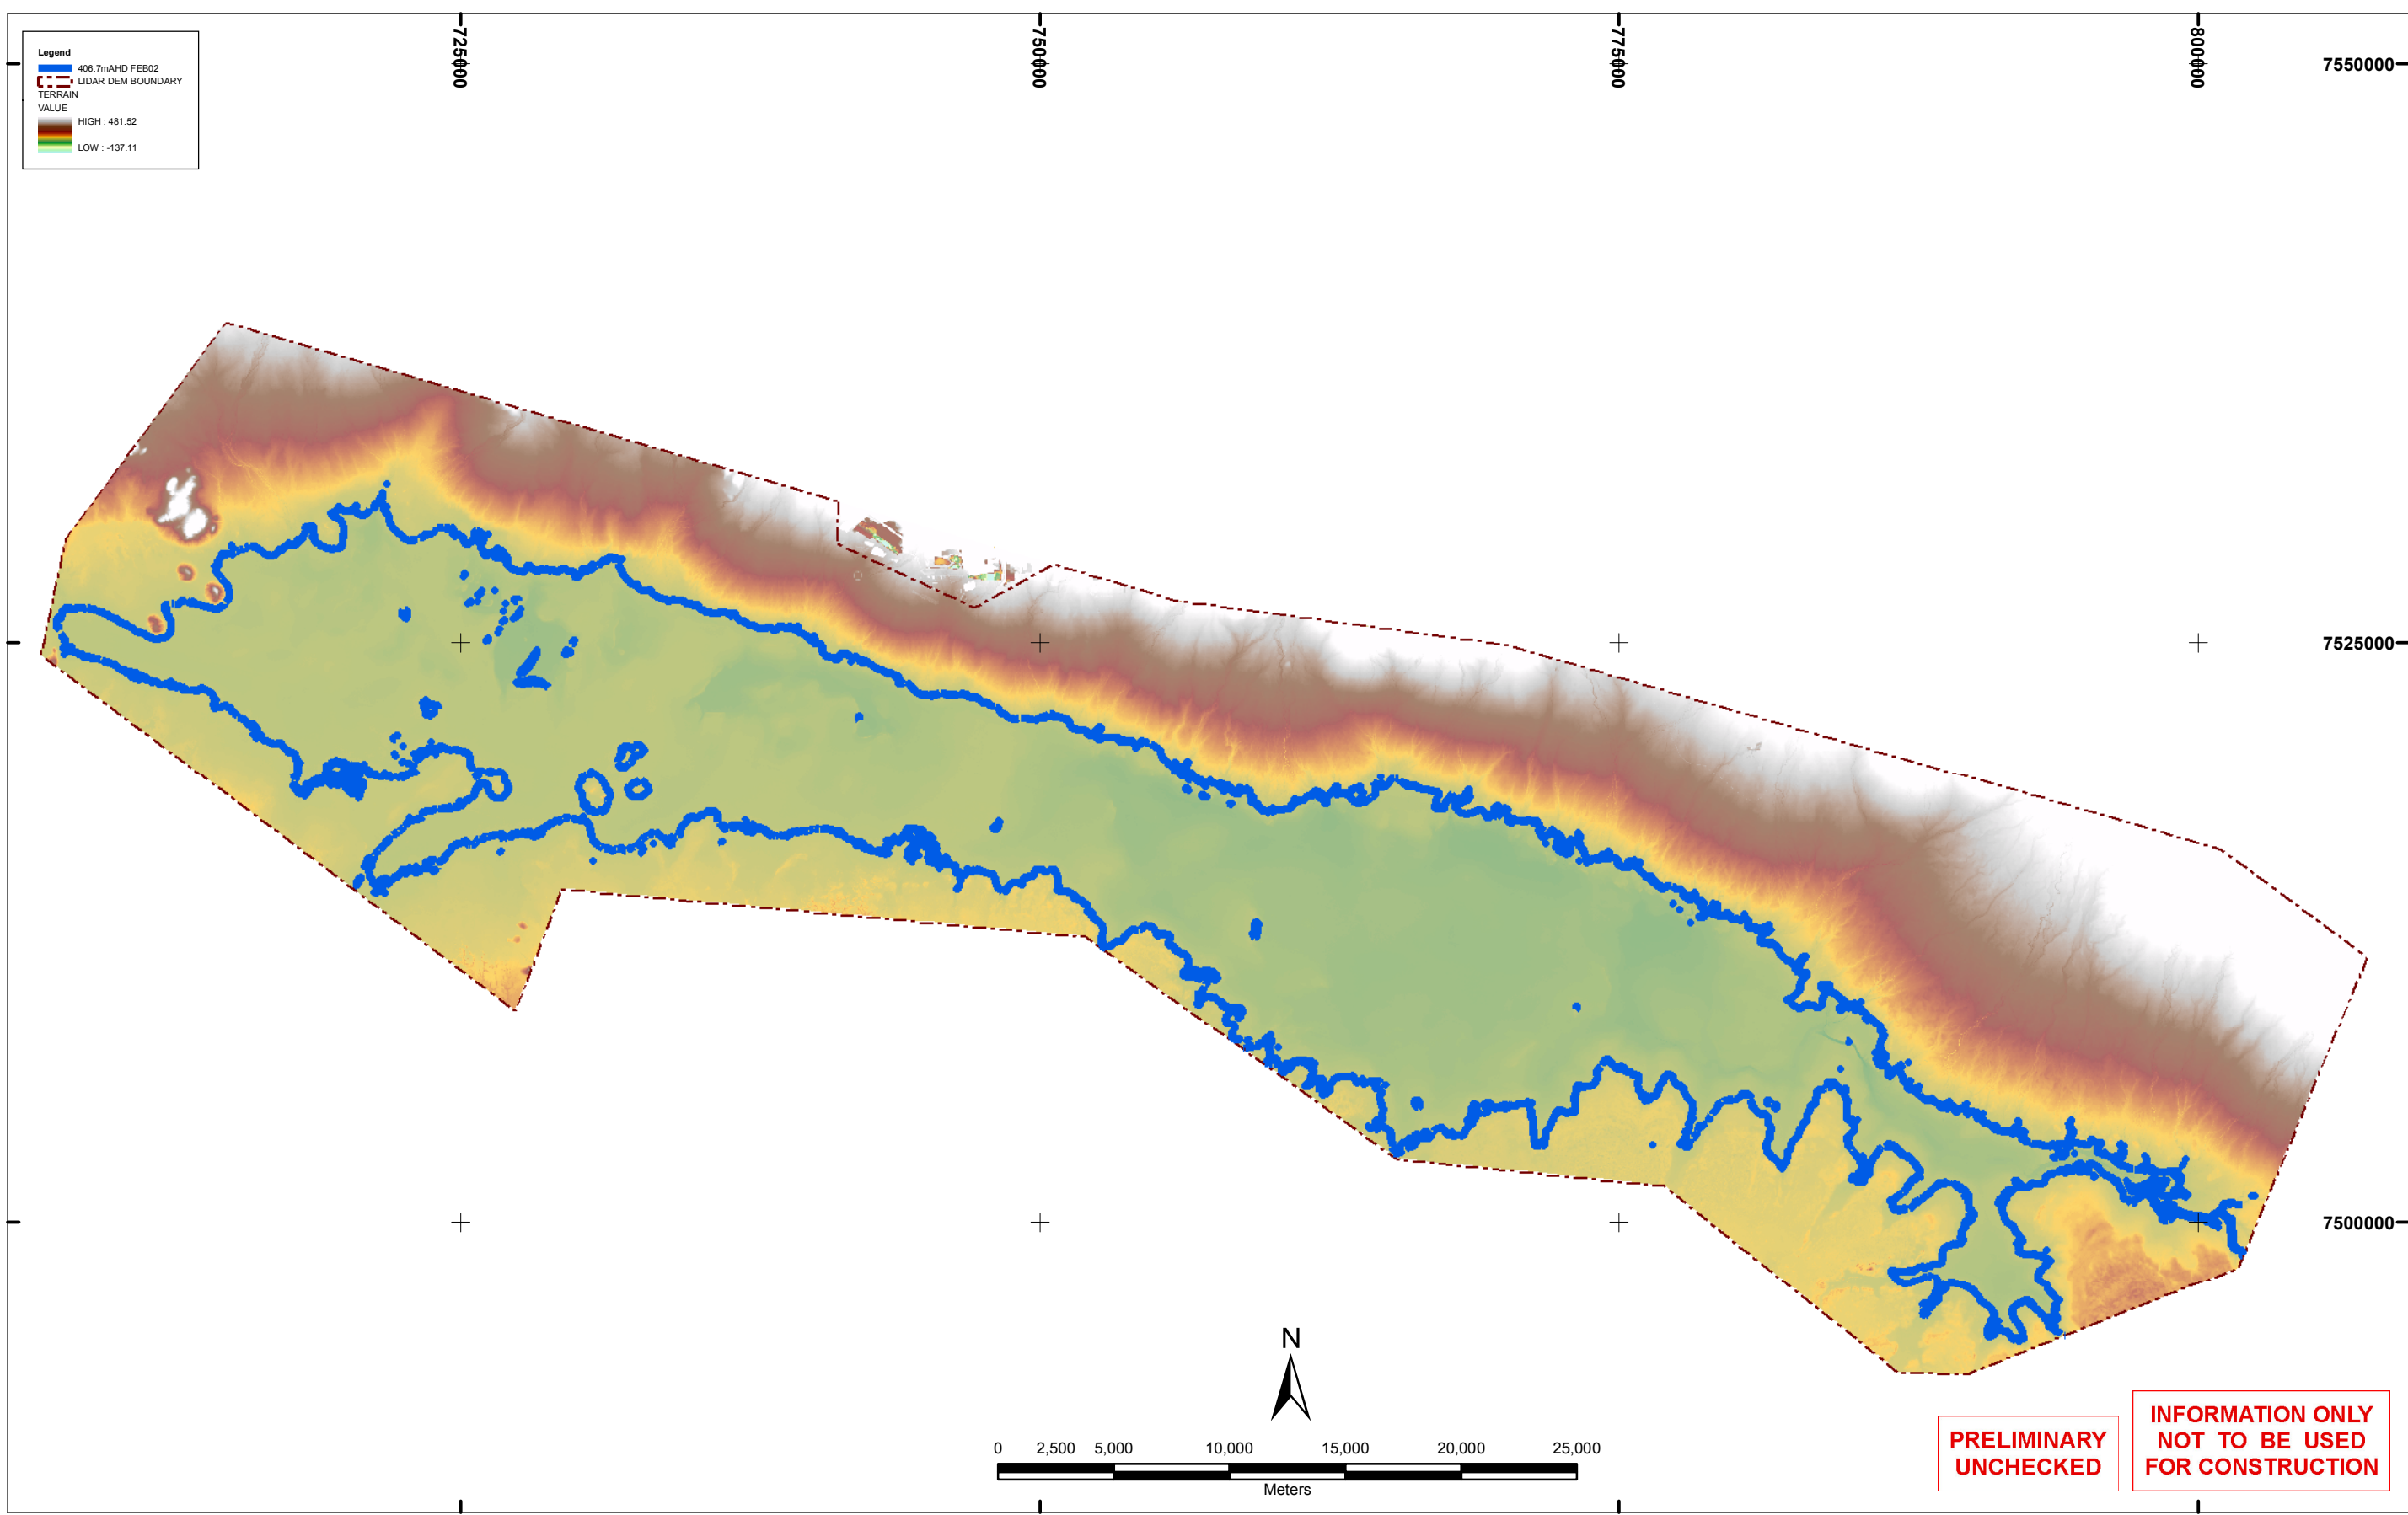 725000
750000
775000
800000
Legend
406.7mAHD FEB02
LIDAR DEM BOUNDARY
TERRAIN
VALUE
HIGH : 481.52
LOW : -137.11
7550000
7525000
7500000
N
0 2,500 5,000 10,000 15,000 20,000 25,000
Meters
PRELIMINARY
UNCHECKED
INFORMATION ONLY
NOT TO BE USED
FOR CONSTRUCTION